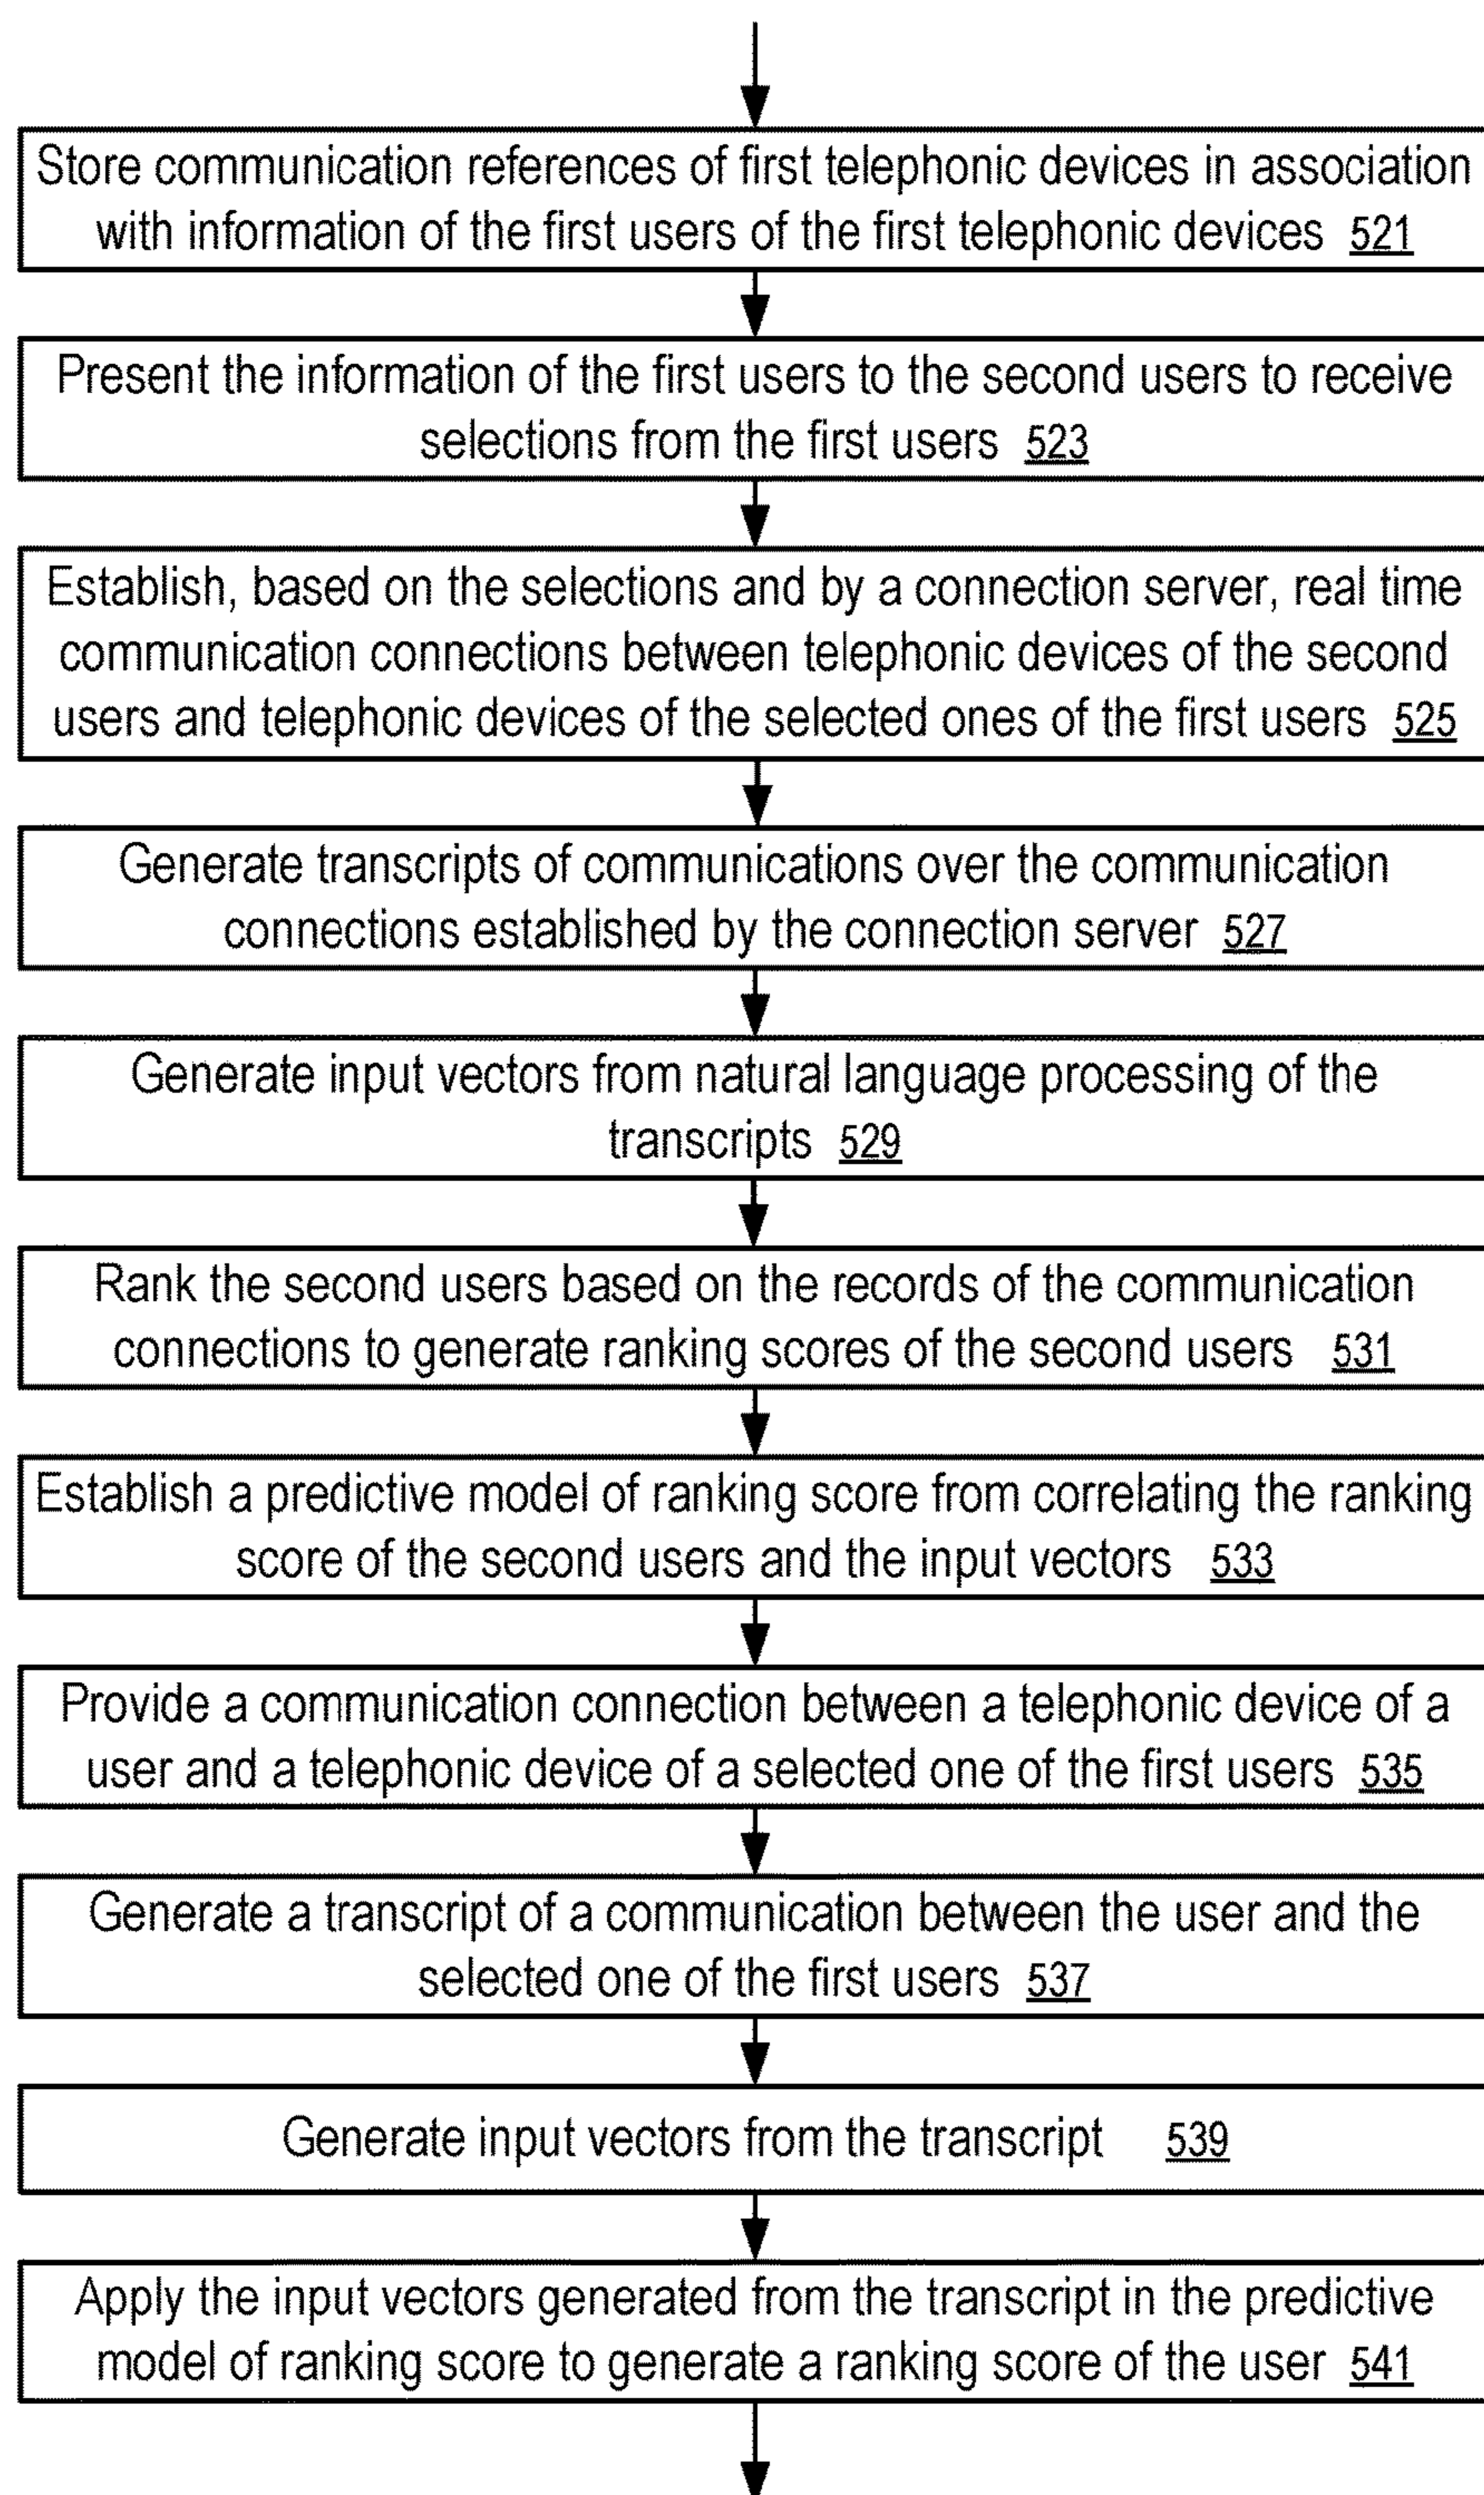 Store communication references of first telephonic devices in association
with information of the first users of the first telephonic devices 521
Present the information of the first users to the second users to receive
selections from the first users 523
Establish, based on the selections and by a connection server, real time
communication connections between telephonic devices of the second
users and telephonic devices of the selected ones of the first users 525
Generate transcripts of communications over the communication
connections established by the connection server 527
Generate input vectors from natural language processing of the
transcripts 529
Rank the second users based on the records of the communication
connections to generate ranking scores of the second users 531
Establish a predictive model of ranking score from correlating the ranking
score of the second users and the input vectors 533
Provide a communication connection between a telephonic device of a
user and a telephonic device of a selected one of the first users 535
Generate a transcript of a communication between the user and the
selected one of the first users 537
Generate input vectors from the transcript 539
Apply the input vectors generated from the transcript in the predictive
model of ranking score to generate a ranking score of the user 541